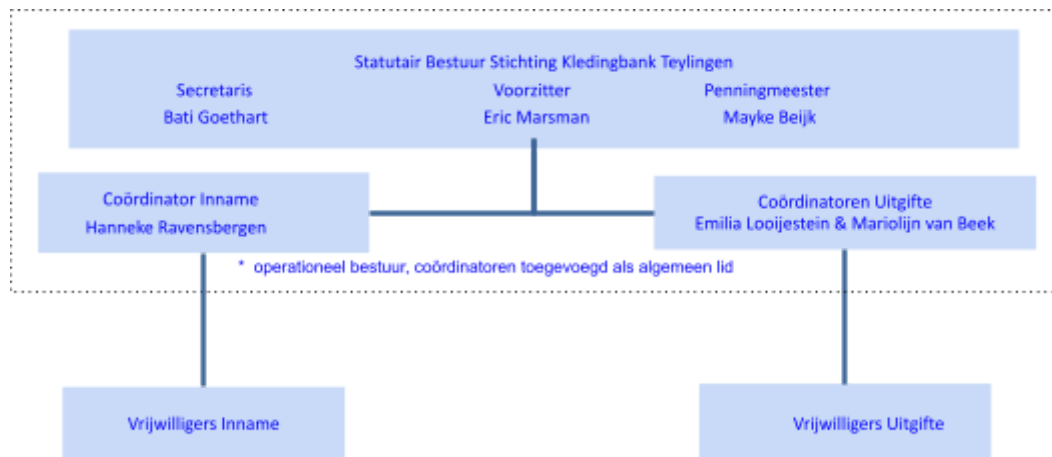 Statutair Bestuur Stichting Kledingbank Teylingen
Secretaris Voorzitter Penningmeester
Bati Goethart Eric Marsman Mayke Beijk
Coördinator Inname
Hanneke Ravensbergen
Coördinatoren Uitgifte
Emilia Looijestein & Mariolijn van Beek
* operationeel bestuur, coördinatoren toegevoegd als algemeen lid
Vrijwilligers Inname
Vrijwilligers Uitgifte